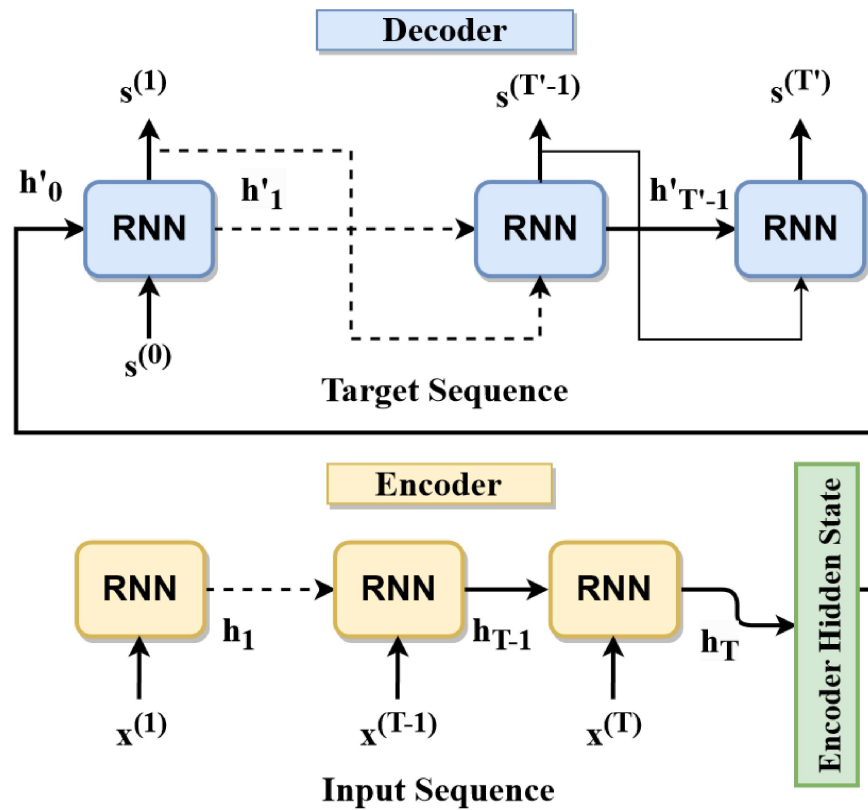 Decoder
s(1)
s(T'-1)
s(T')
h'0
h'1
h'T'-1
RNN
RNN
RNN
s(0)
Target Sequence
Encoder
RNN
RNN
RNN
h1
hT-1
hT
Encoder Hidden State
x(1)
x(T-1)
x(T)
Input Sequence